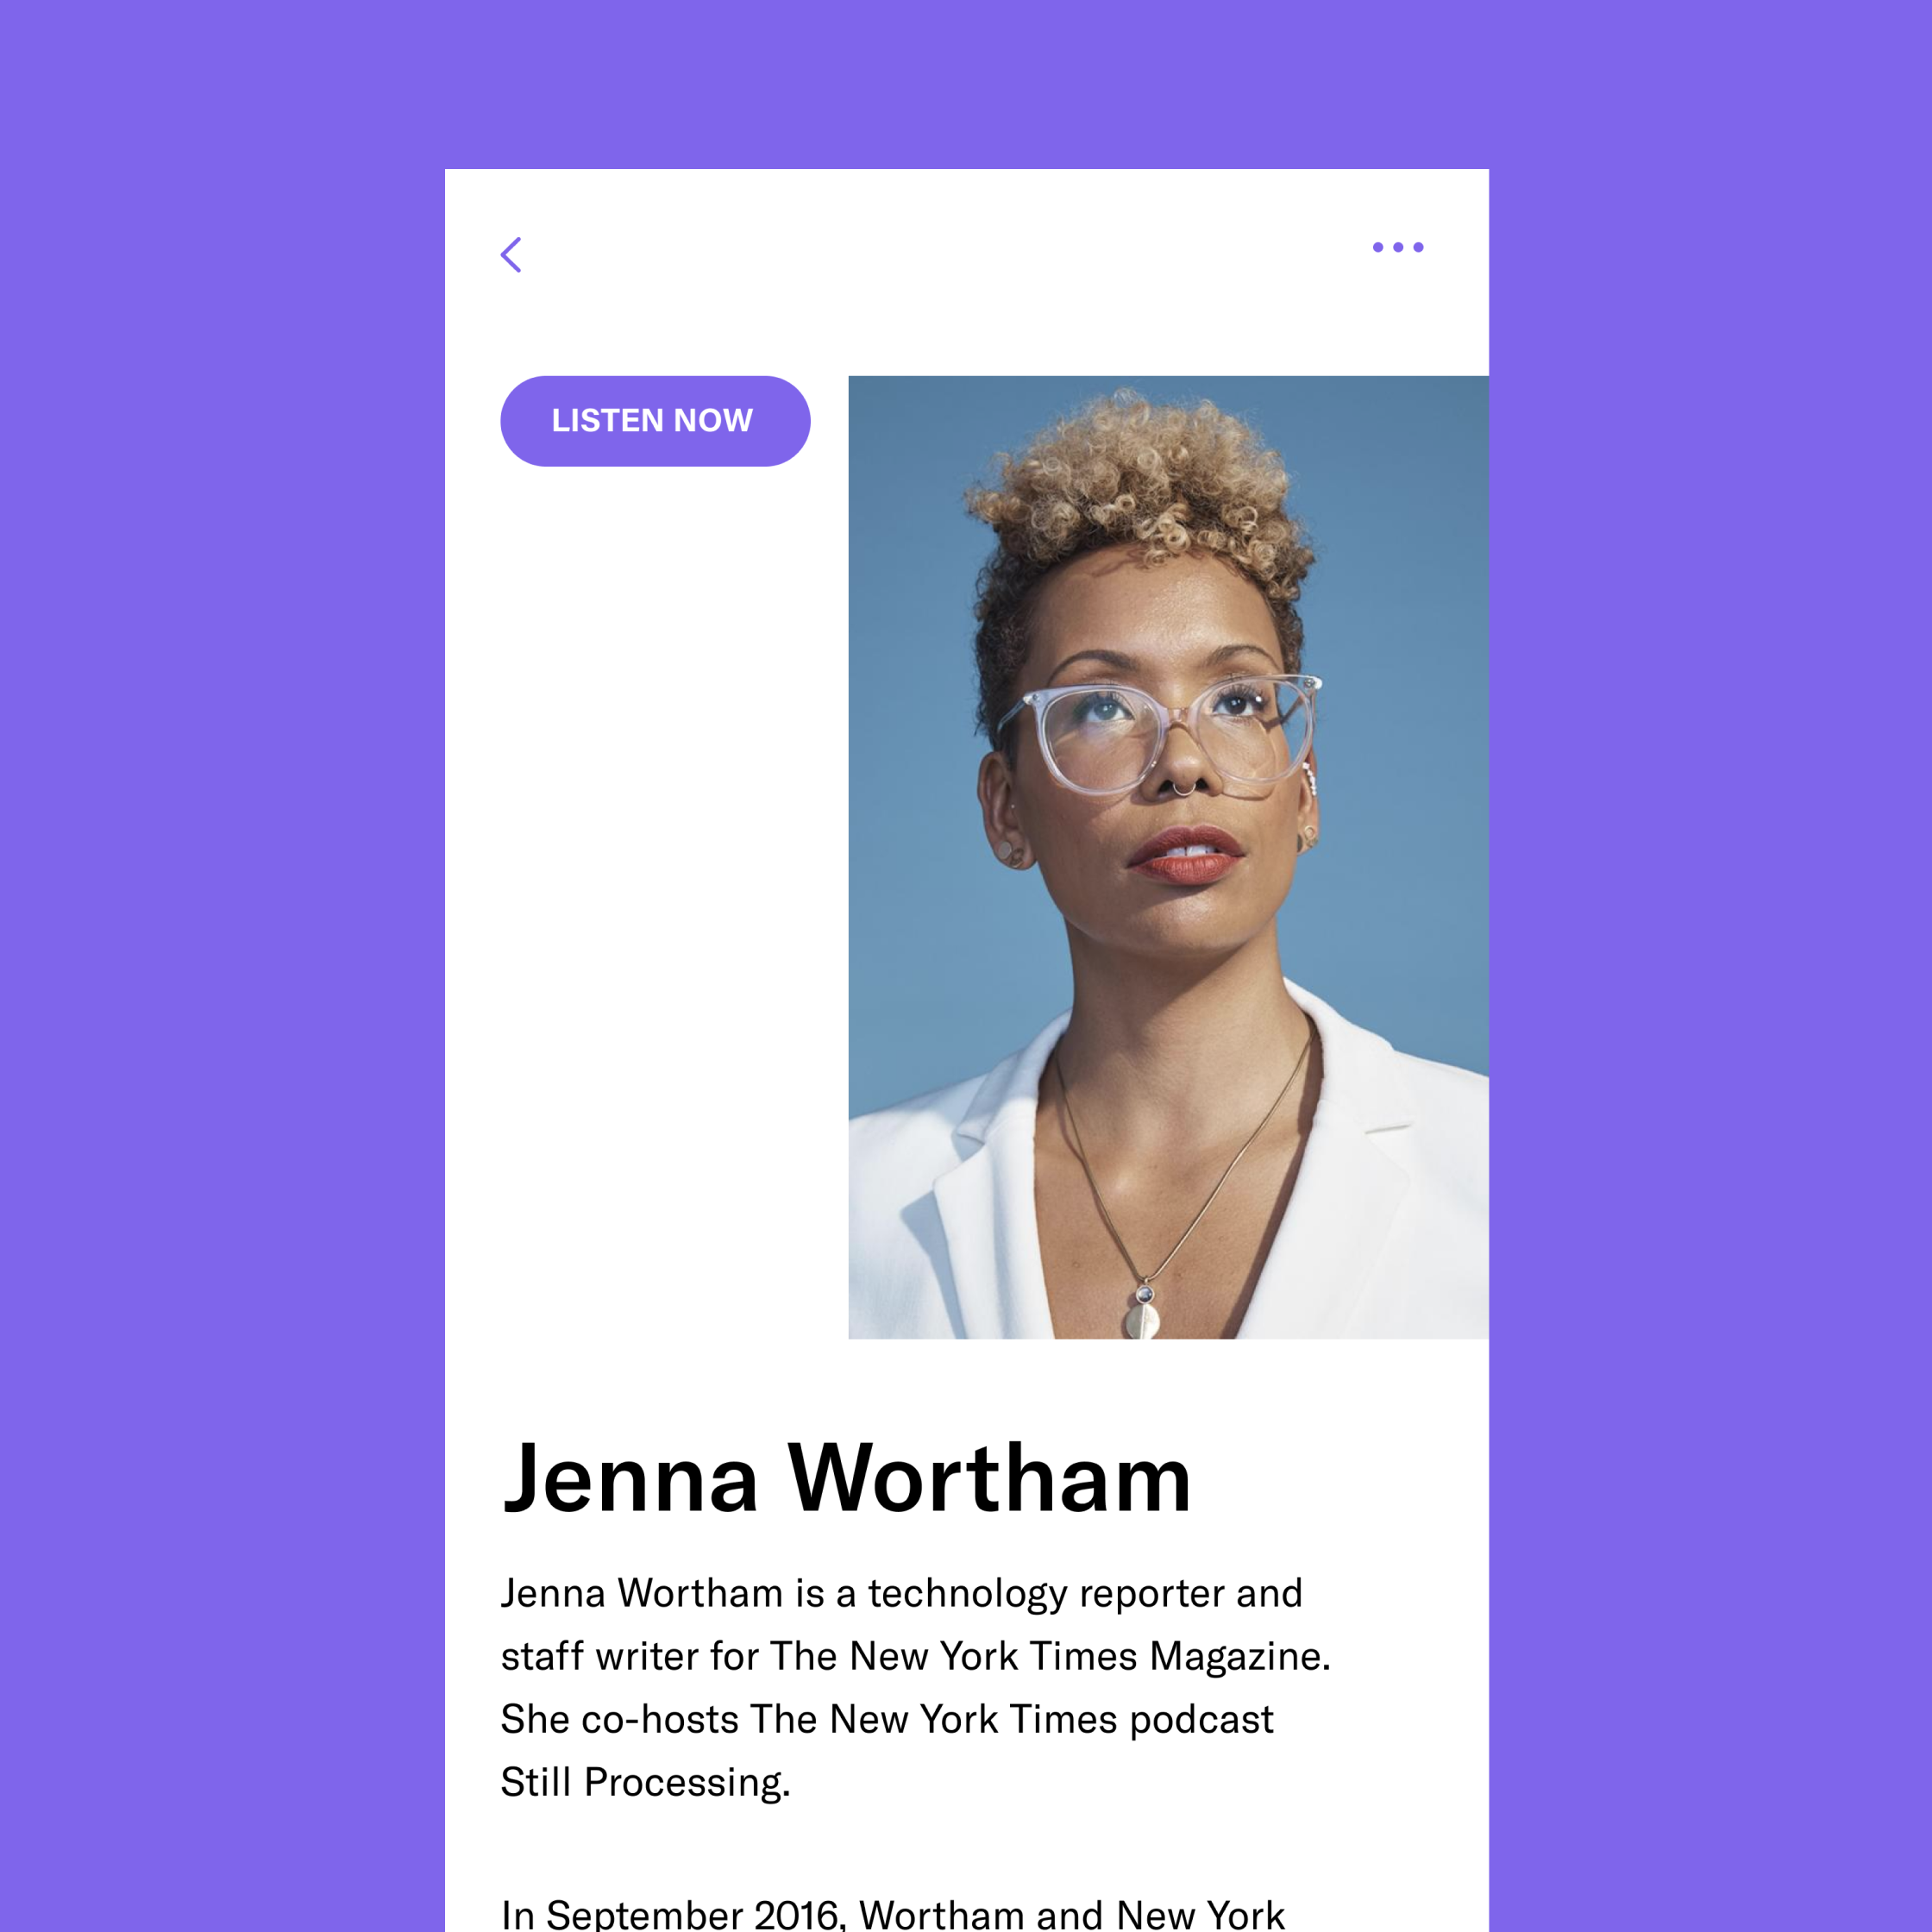 LISTEN NOW
Jenna Wortham
Jenna Wortham is a technology reporter and
staff writer for The New York Times Magazine.
She co-hosts The New York Times podcast
Still Processing.
In September 2016, Wortham and New York